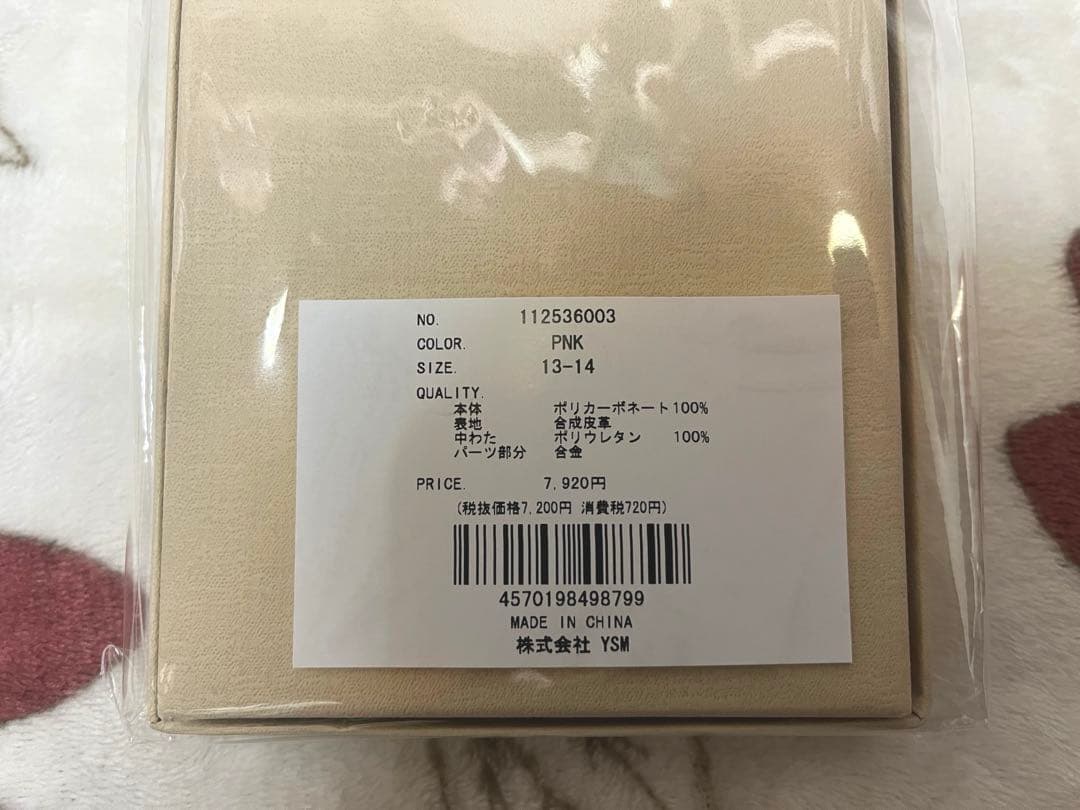 NO. 112536003
COLOR. PNK
SIZE. 13-14
QUALITY.
本体 ポリカーボネート100%
表地 合成皮革
中わた ポリウレタン 100%
パーツ部分 合金
PRICE. 7,920円
(税抜価格7,200円 消費税720円)
4570198498799
MADE IN CHINA
株式会社 YSM